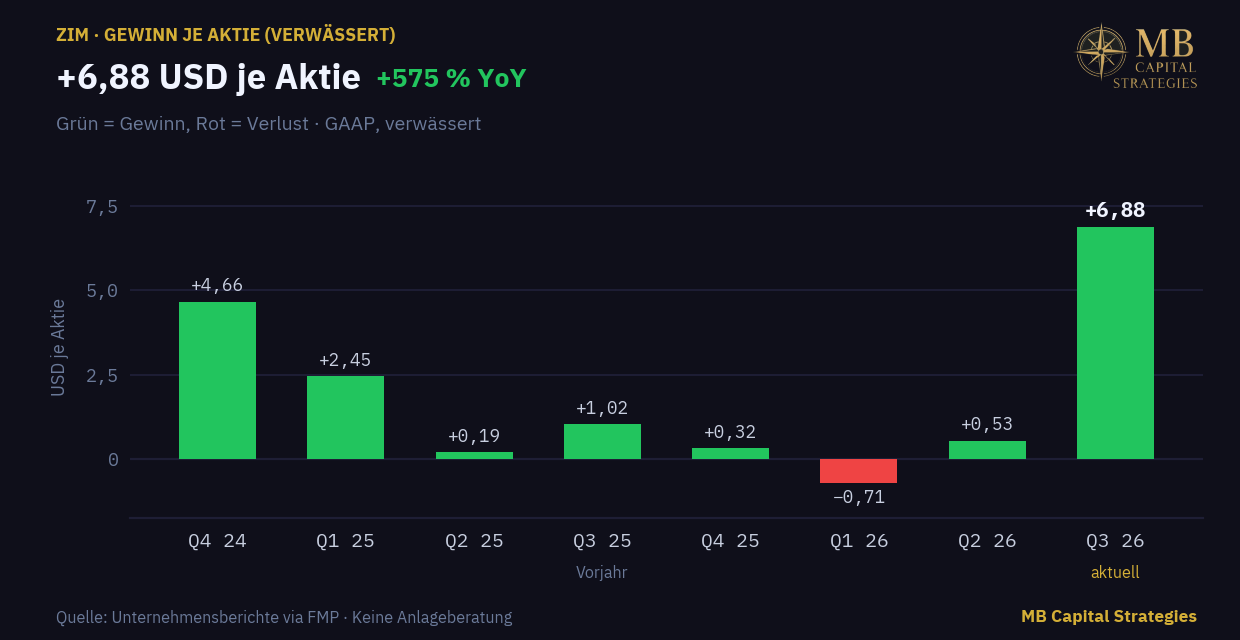 ZIM · GEWINN JE AKTIE (VERWÄSSERT)
+6,88 USD je Aktie +575 % YoY
Grün = Gewinn, Rot = Verlust · GAAP, verwässert
MB
CAPITAL
STRATEGIES
USD je Aktie
7,5
5,0
2,5
0
+4,66
+2,45
+0,19
+1,02
+0,32
−0,71
+0,53
+6,88
Q4 24
Q1 25
Q2 25
Q3 25
Q4 25
Q1 26
Q2 26
Q3 26
Vorjahr
aktuell
Quelle: Unternehmensberichte via FMP · Keine Anlageberatung
MB Capital Strategies